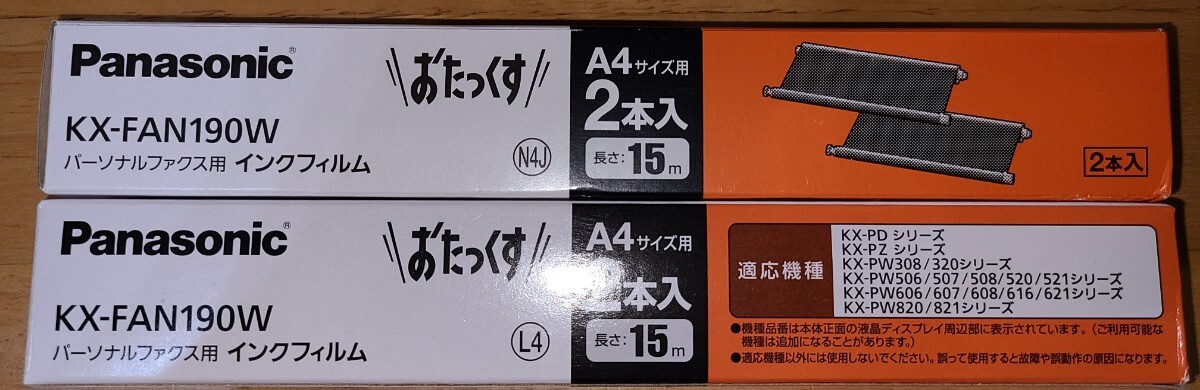 Panasonic®
おたっくす
KX-FAN190W
パーソナルファクス用 インクフィルム
N4J
A4サイズ用
2本入
長さ:15m
2本入
Panasonic®
おたっくす
KX-FAN190W
パーソナルファクス用 インクフィルム
L4
A4サイズ用
2本入
長さ:15m
適応機種
KX-PD シリーズ
KX-PZ シリーズ
KX-PW308/320シリーズ
KX-PW506/507/508/520/521シリーズ
KX-PW606/607/608/616/621シリーズ
KX-PW820/821シリーズ
●機種品番は本体正面の液晶ディスプレイ周辺部に表示されています。(ご利用可能な
機種は追加になることがあります。)
●適応機種以外には使用しないでください。誤って使用すると故障や誤動作の原因になります。